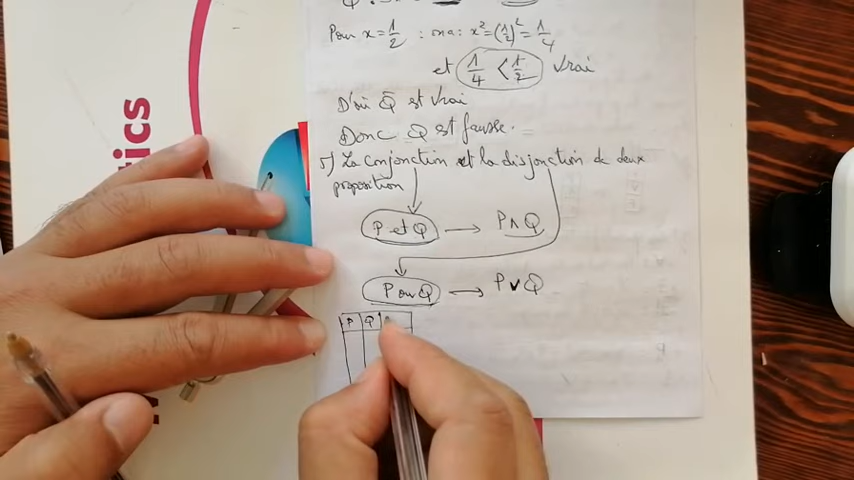 Pour x = 1/2 : on a : x² = (1/2)² = 1/4
et 1/4 < 1/2 vrai
D'où Q̄ est vrai
Donc Q est fausse.
5) La conjonction et la disjonction de deux
proposition
P et Q → P ∧ Q
P ou Q → P ∨ Q
P Q
ics